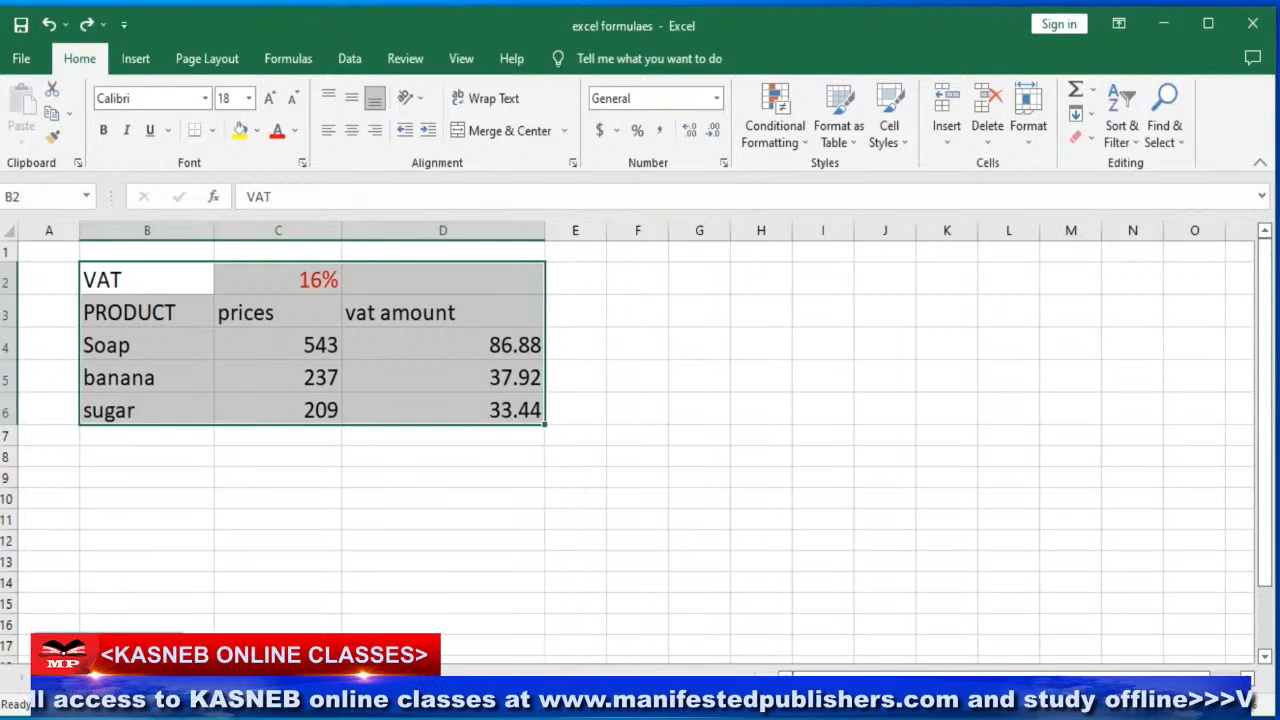 excel formulaes - Excel
Sign in
File Home Insert Page Layout Formulas Data Review View Help Tell me what you want to do
Paste
Calibri 18
Wrap Text
General
B I U
Merge & Center
$ % ,
Conditional Formatting
Format as Table
Cell Styles
Insert Delete Format
Sort & Filter
Find & Select
Clipboard Font Alignment Number Styles Cells Editing
B2 fx VAT
A B C D E F G H I J K L M N O
1
2 VAT 16%
3 PRODUCT prices vat amount
4 Soap 543 86.88
5 banana 237 37.92
6 sugar 209 33.44
7
8
9
10
11
12
13
14
15
16
17
MP <KASNEB ONLINE CLASSES>
Ready
ll access to KASNEB online classes at www.manifestedpublishers.com and study offline>>>V